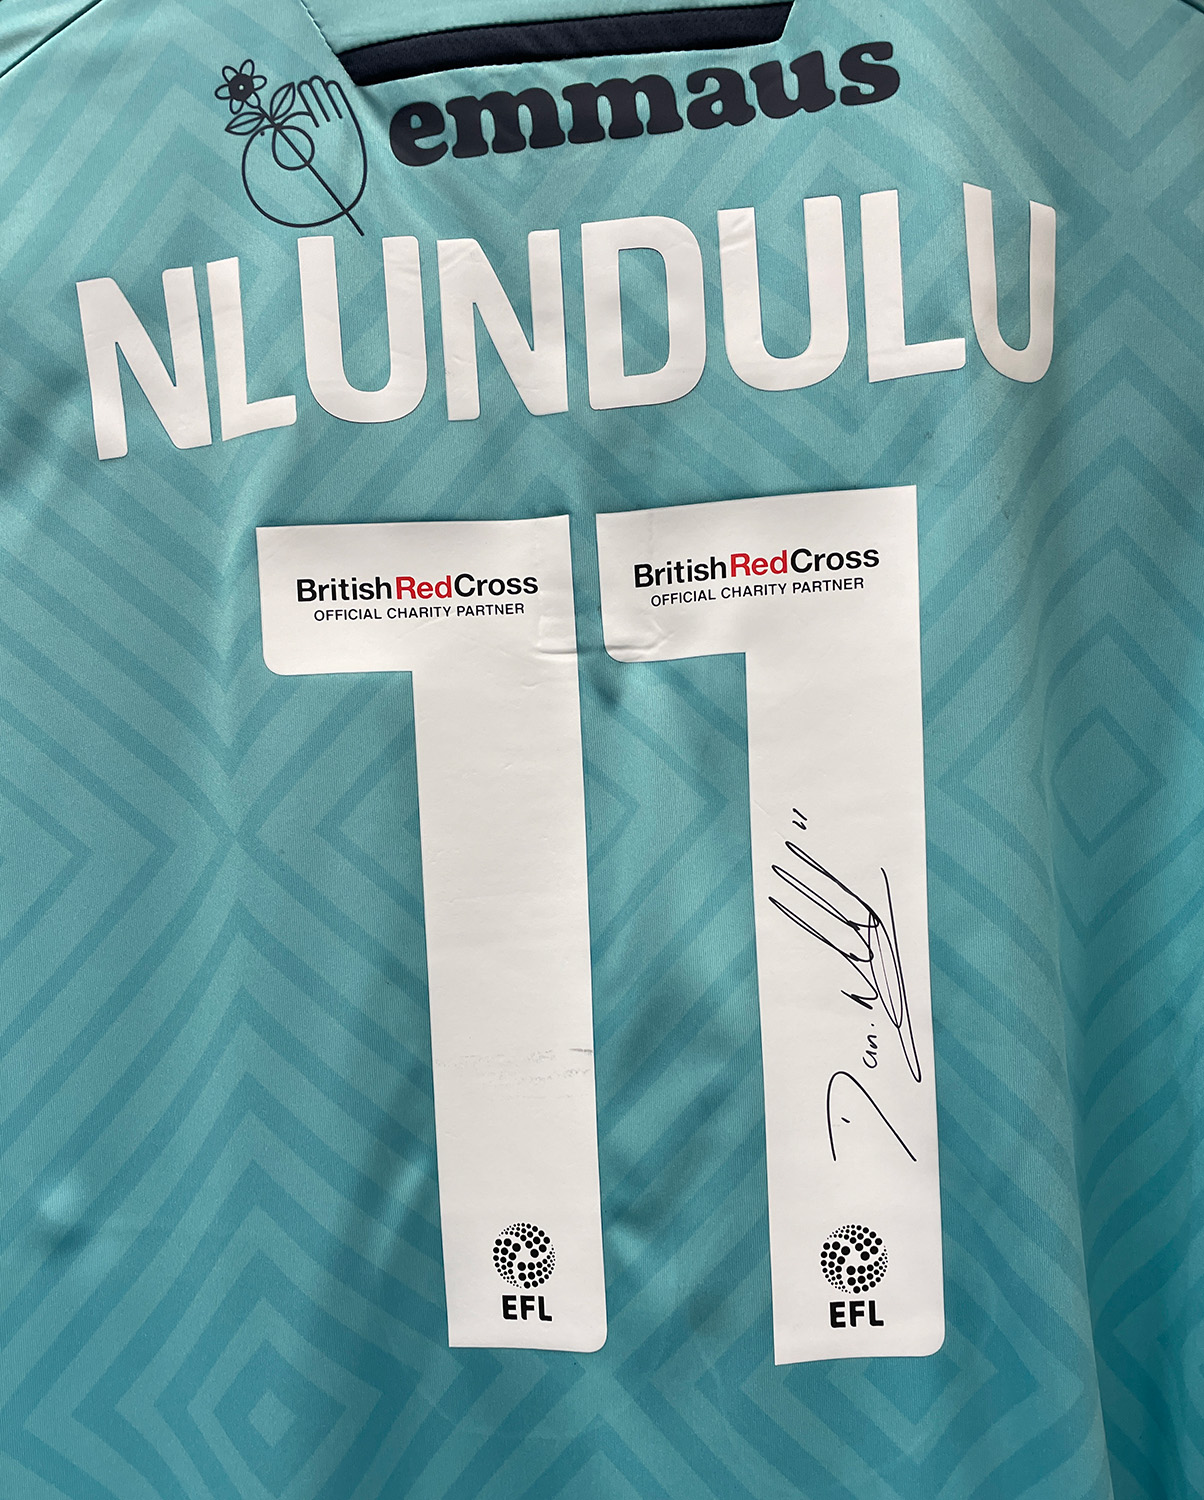 emmaus
NLUNDULU
11
BritishRedCross
OFFICIAL CHARITY PARTNER
BritishRedCross
OFFICIAL CHARITY PARTNER
EFL
EFL